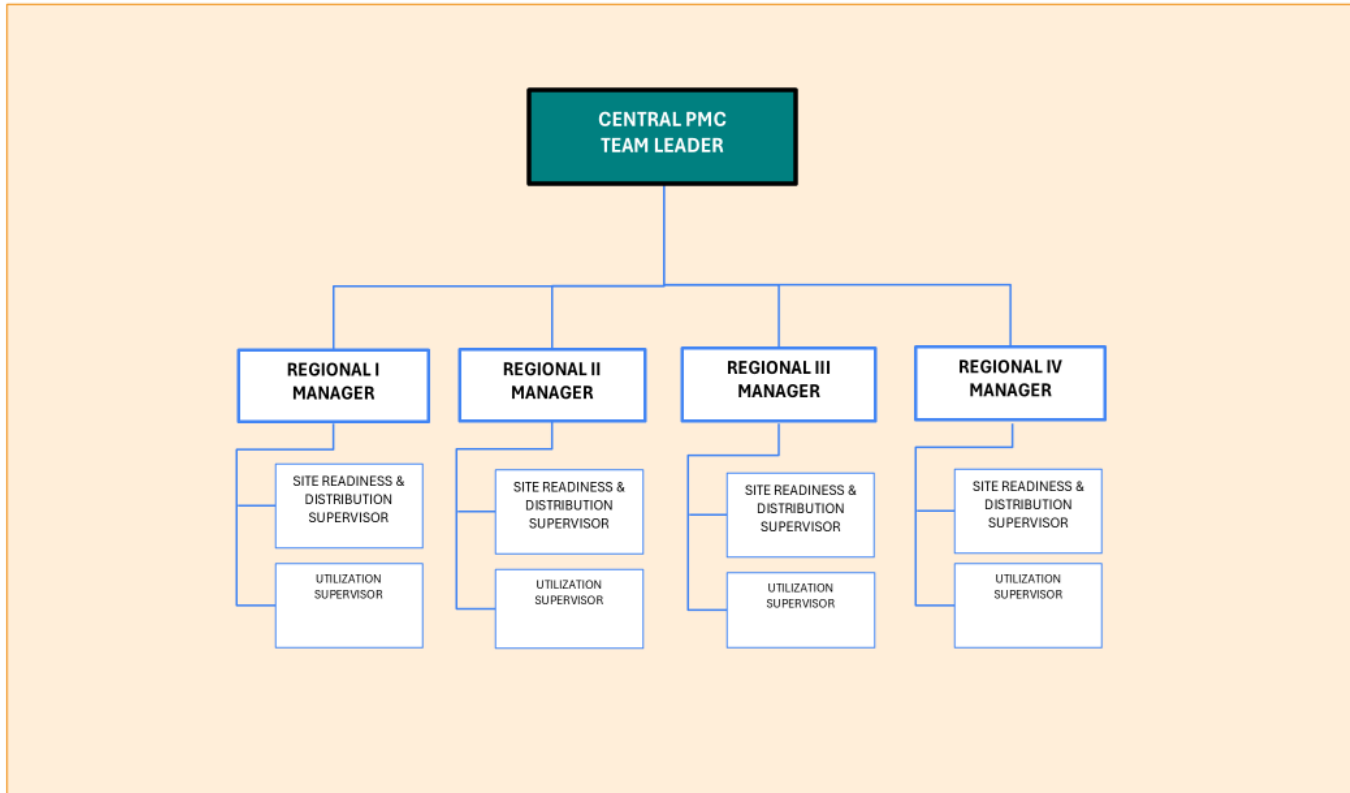 CENTRAL PMC
TEAM LEADER
REGIONAL I
MANAGER
REGIONAL II
MANAGER
REGIONAL III
MANAGER
REGIONAL IV
MANAGER
SITE READINESS &
DISTRIBUTION
SUPERVISOR
SITE READINESS &
DISTRIBUTION
SUPERVISOR
SITE READINESS &
DISTRIBUTION
SUPERVISOR
SITE READINESS &
DISTRIBUTION
SUPERVISOR
UTILIZATION
SUPERVISOR
UTILIZATION
SUPERVISOR
UTILIZATION
SUPERVISOR
UTILIZATION
SUPERVISOR